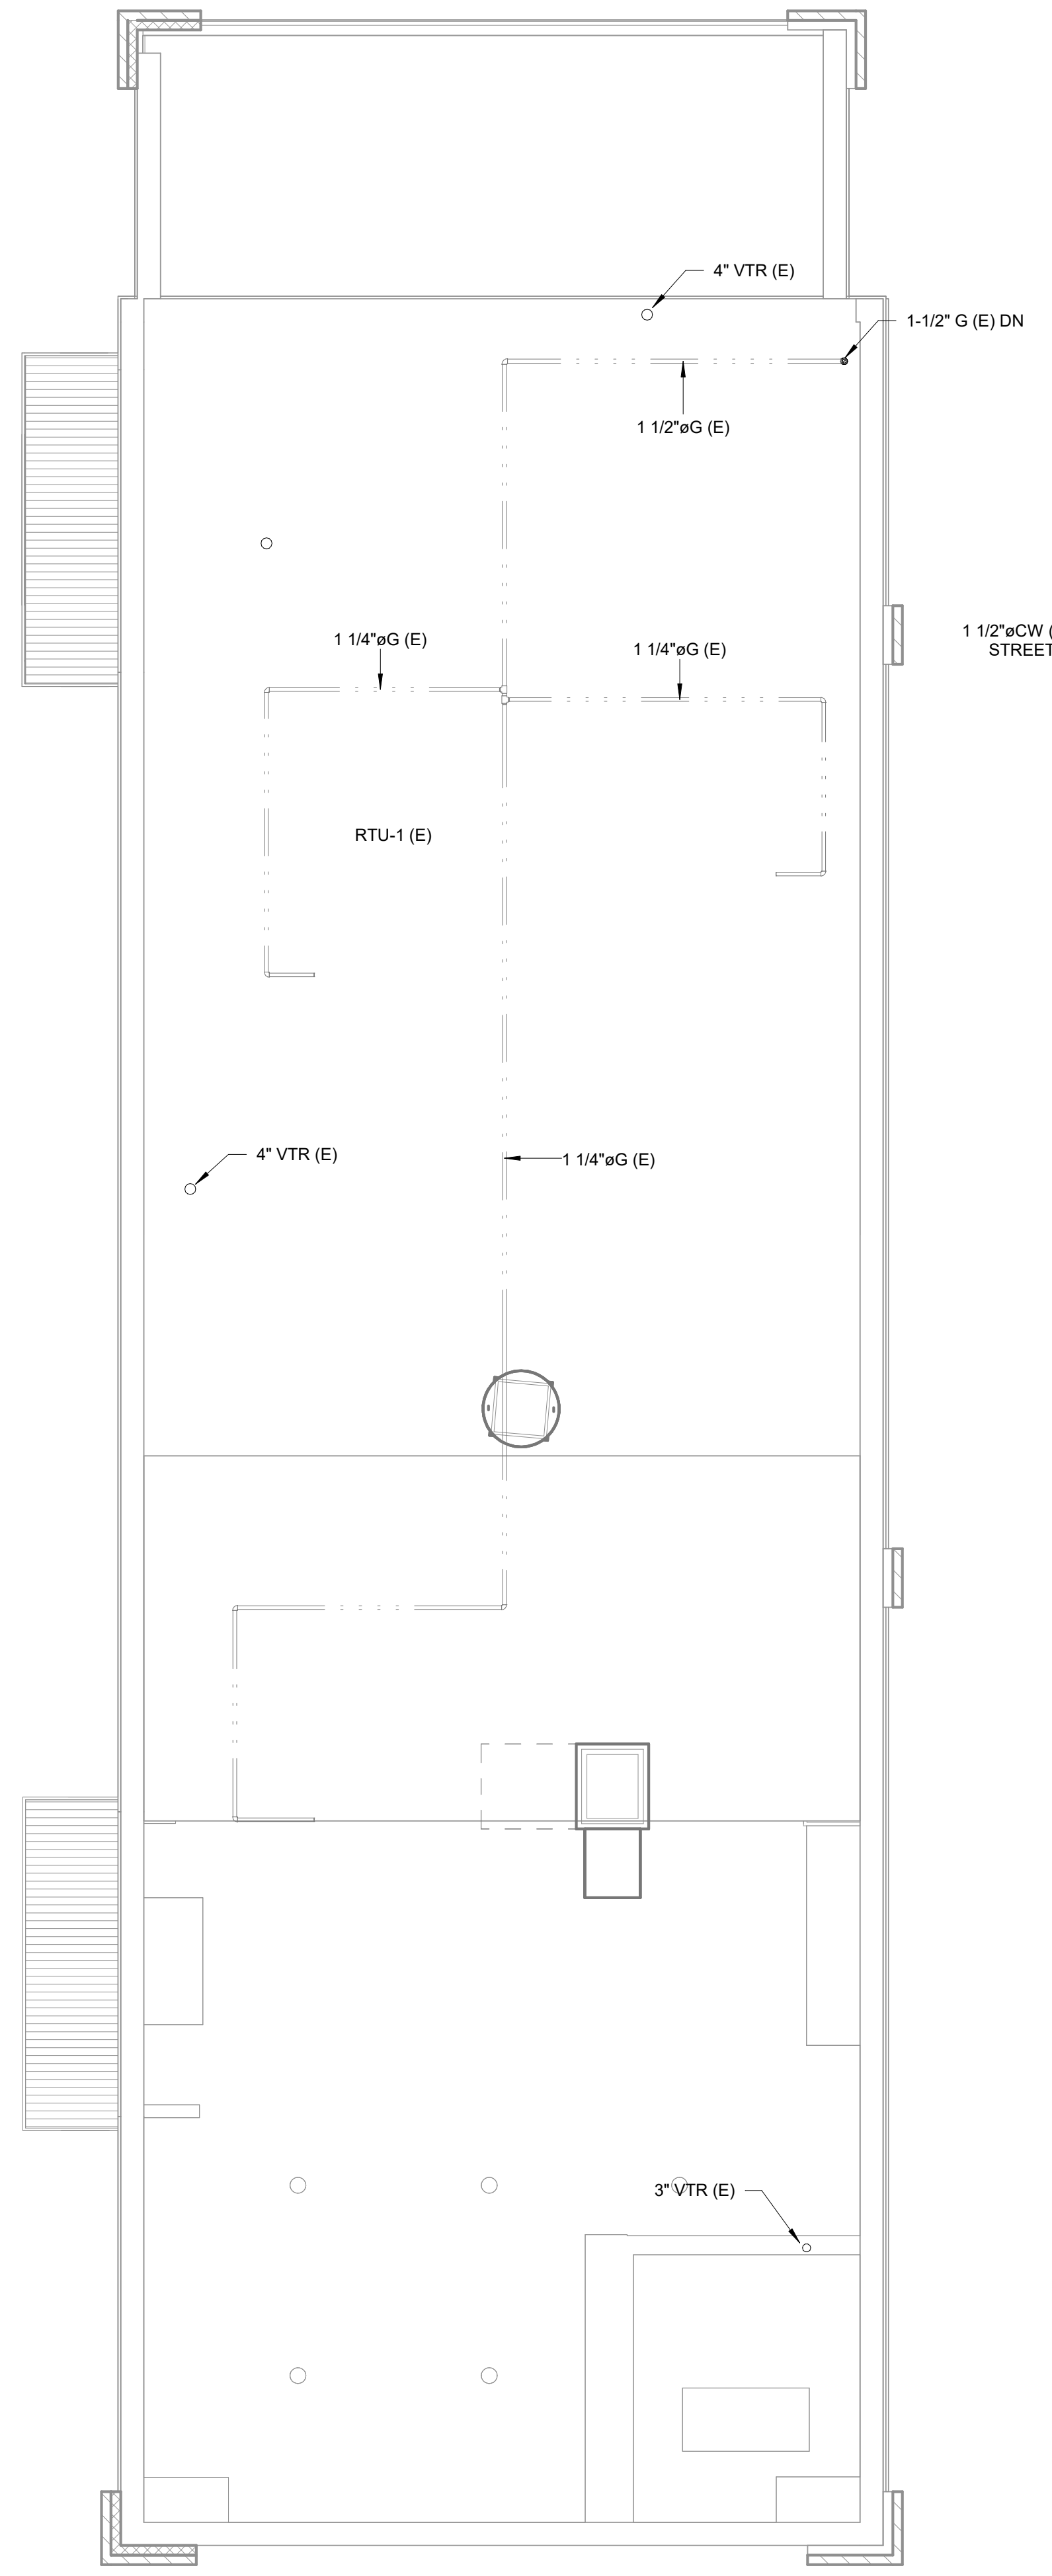 4" VTR (E)
1-1/2" G (E) DN
1 1/2"øG (E)
1 1/2"øCW (
STREET
1 1/4"øG (E)
1 1/4"øG (E)
RTU-1 (E)
4" VTR (E)
1 1/4"øG (E)
3" VTR (E)